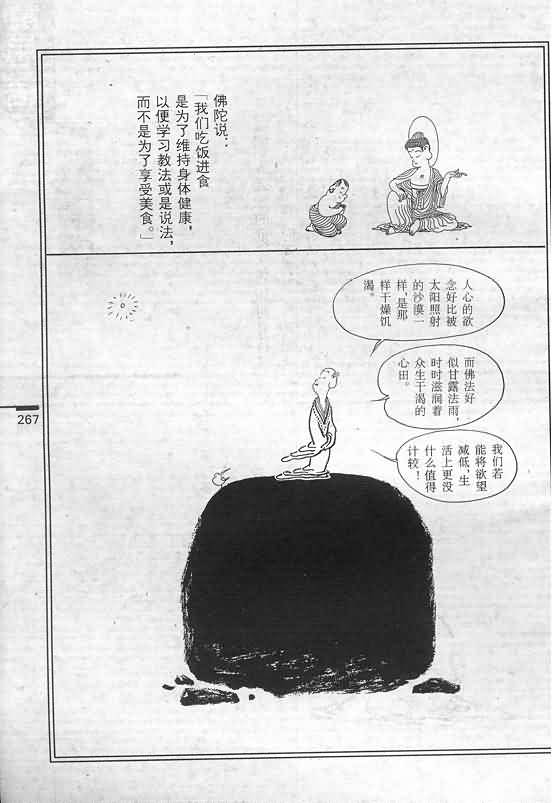 佛陀说：
「我们吃饭进食
是为了维持身体健康，
以便学习教法或是说法，
而不是为了享受美食。」
人心的欲
念好比被
太阳照射
的沙漠一
样，是那
样干燥饥
渴。
而佛法好
似甘露法雨，
时时滋润着
众生干渴的
心田。
我们若
能将欲望
减低，生
活上更没
什么值得
计较！
267